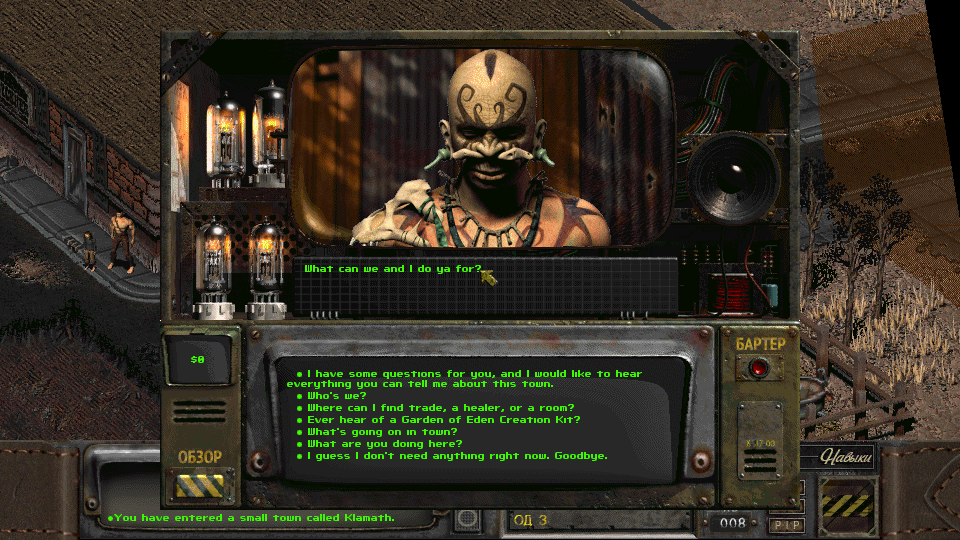 What can we and I do ya for?
$0
БАРТЕР
• I have some questions for you, and I would like to hear
everything you can tell me about this town.
• Who's we?
• Where can I find trade, a healer, or a room?
• Ever hear of a Garden of Eden Creation Kit?
• What's going on in town?
• What are you doing here?
• I guess I don't need anything right now. Goodbye.
ОБЗОР
Навыки
•You have entered a small town called Klamath.
ОД 3
008
PIP